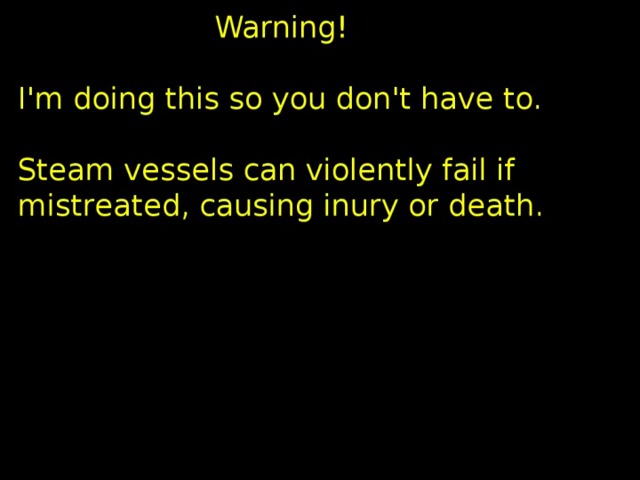 Warning!
I'm doing this so you don't have to.
Steam vessels can violently fail if
mistreated, causing inury or death.